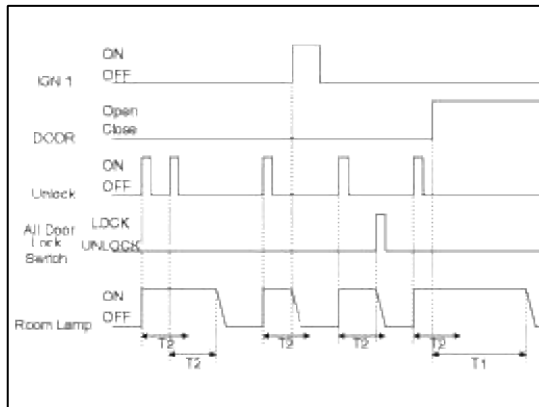 ON
IGN 1 OFF
Open
DOOR Close
ON
Unlock OFF
All Door LOCK
Lock UNLOCK
Switch
ON
Room Lamp OFF
T2 T2 T2 T2
T2 T1